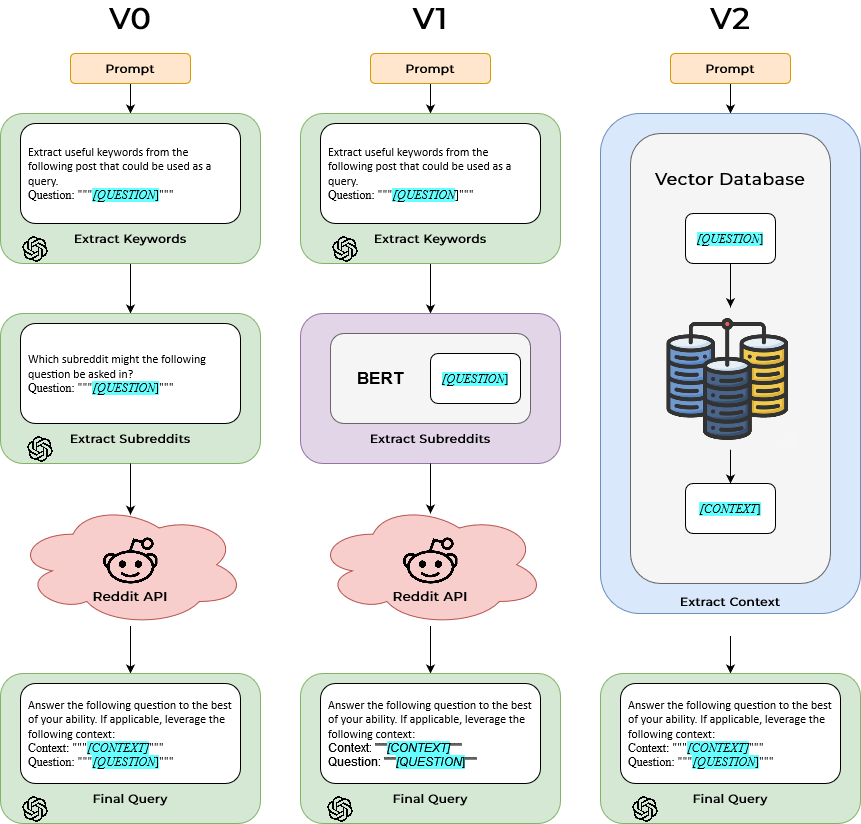 V0
Prompt
Extract useful keywords from the
following post that could be used as a
query.
Question: """[QUESTION]"""
Extract Keywords
Which subreddit might the following
question be asked in?
Question: """[QUESTION]"""
Extract Subreddits
Reddit API
Answer the following question to the best
of your ability. If applicable, leverage the
following context:
Context: """[CONTEXT]"""
Question: """[QUESTION]"""
Final Query
V1
Prompt
Extract useful keywords from the
following post that could be used as a
query.
Question: """[QUESTION]"""
Extract Keywords
BERT
[QUESTION]
Extract Subreddits
Reddit API
Answer the following question to the best
of your ability. If applicable, leverage the
following context:
Context: """[CONTEXT]"""
Question: """[QUESTION]"""
Final Query
V2
Prompt
Vector Database
[QUESTION]
[CONTEXT]
Extract Context
Answer the following question to the best
of your ability. If applicable, leverage the
following context:
Context: """[CONTEXT]"""
Question: """[QUESTION]"""
Final Query